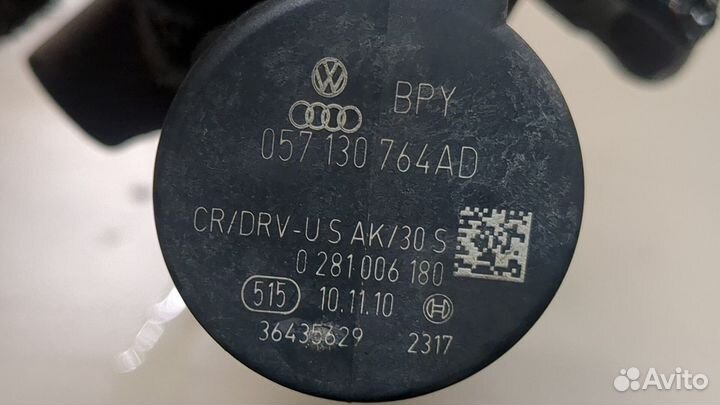 BPY
057 130 764AD
CR/DRV-U S AK/30 S
0 281 006 180
515 10.11.10
36435629 2317
Avito